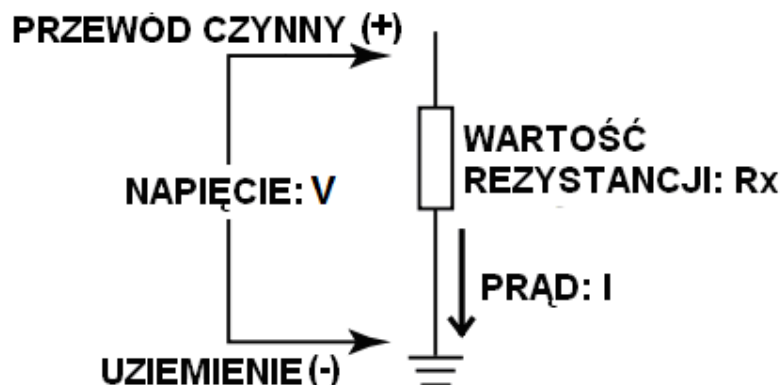 PRZEWÓD CZYNNY (+)
WARTOŚĆ
REZYSTANCJI: Rx
NAPIĘCIE: V
PRĄD: I
UZIEMIENIE (-)